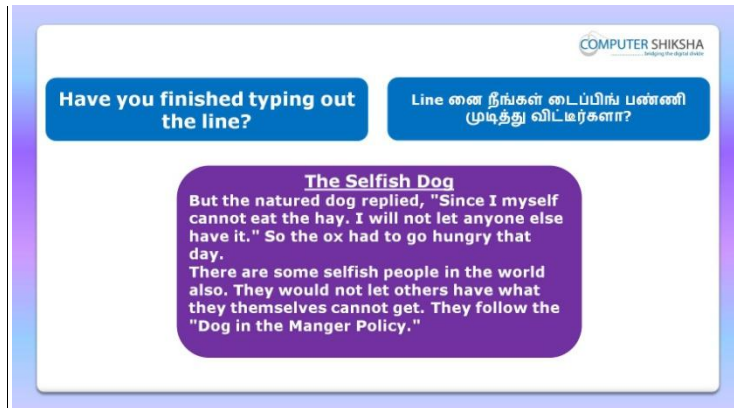 COMPUTER SHIKSHA
Bridging the digital divide
Have you finished typing out
the line?
Line னை நீங்கள் டைப்பிங் பண்ணி
முடித்து விட்டீர்களா?
The Selfish Dog
But the natured dog replied, "Since I myself
cannot eat the hay. I will not let anyone else
have it." So the ox had to go hungry that
day.
There are some selfish people in the world
also. They would not let others have what
they themselves cannot get. They follow the
"Dog in the Manger Policy."